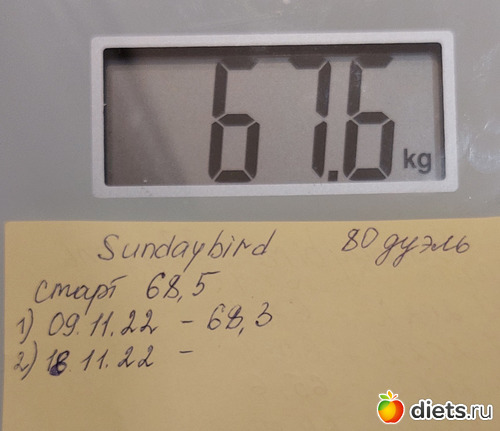 67.6 kg
Sundaybird 80 дуэль
старт 68,5
1) 09.11.22 - 68,3
2) 18.11.22 -
diets.ru